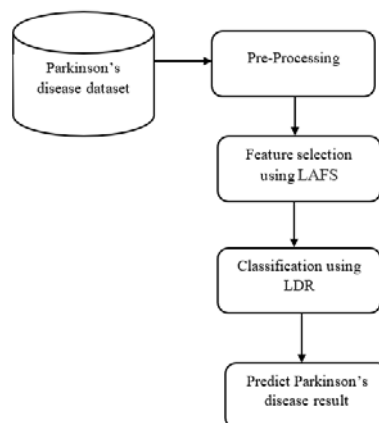 Parkinson's
disease dataset
Pre-Processing
Feature selection
using LAFS
Classification using
LDR
Predict Parkinson's
disease result